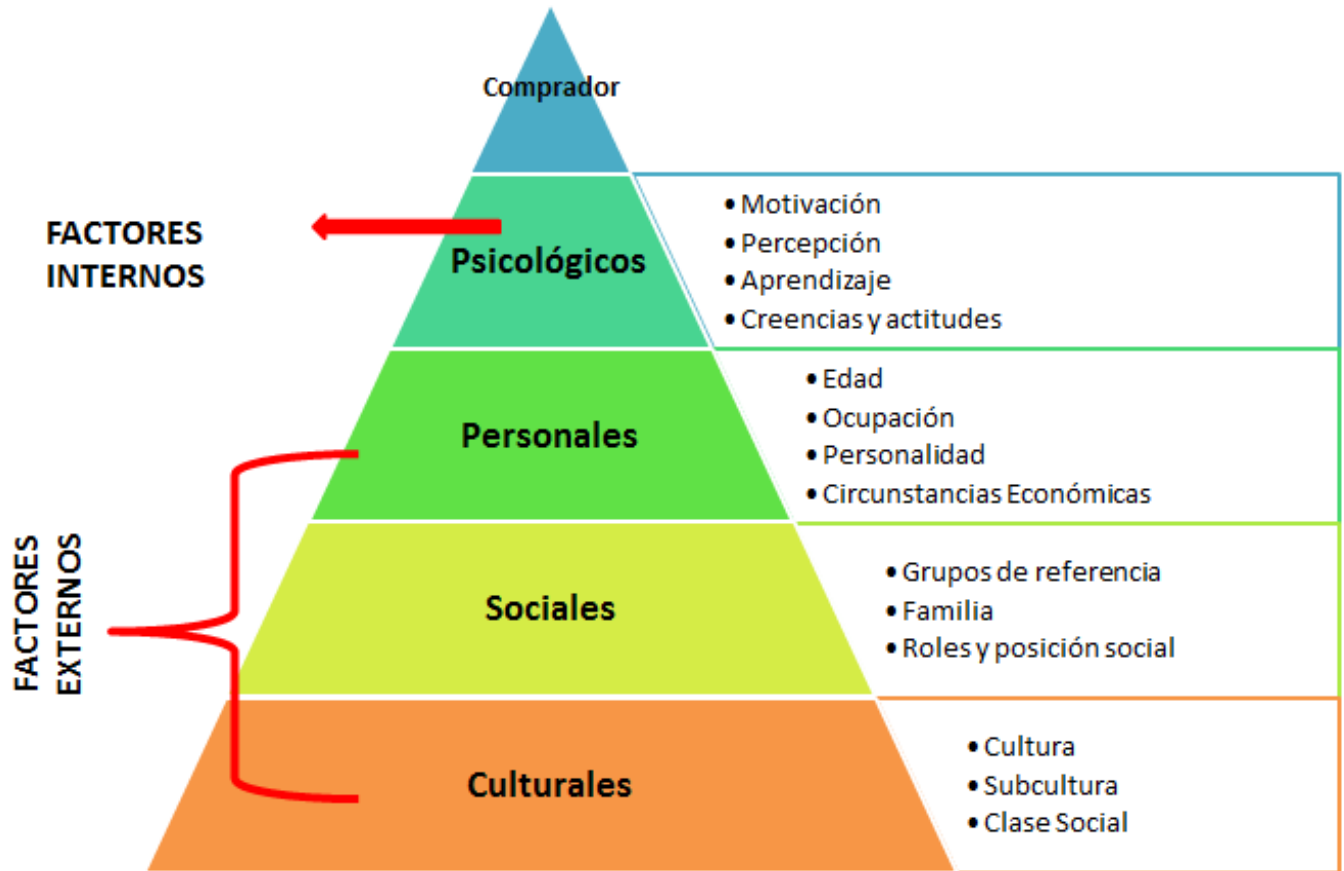 Comprador
FACTORES
INTERNOS
Psicológicos
• Motivación
• Percepción
• Aprendizaje
• Creencias y actitudes
Personales
• Edad
• Ocupación
• Personalidad
• Circunstancias Económicas
FACTORES
EXTERNOS
Sociales
• Grupos de referencia
• Familia
• Roles y posición social
Culturales
• Cultura
• Subcultura
• Clase Social